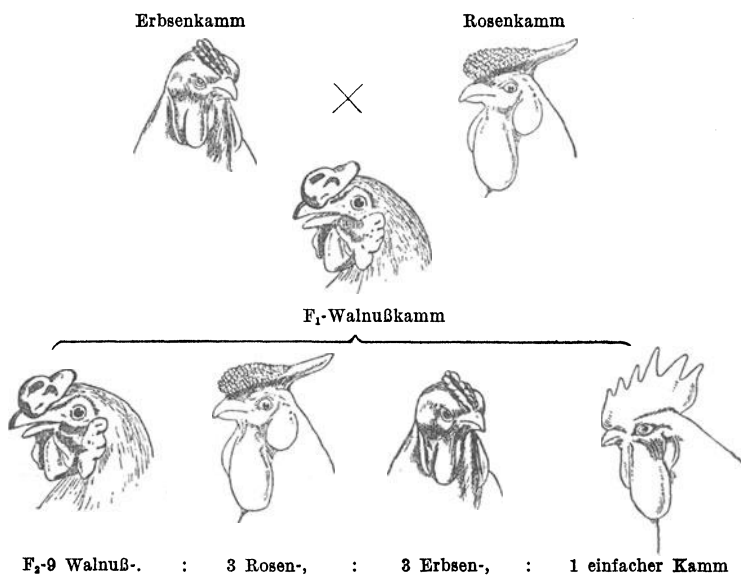 Erbsenkamm Rosenkamm
F₁-Walnußkamm
F₂-9 Walnuß-. : 3 Rosen-, : 3 Erbsen-, : 1 einfacher Kamm